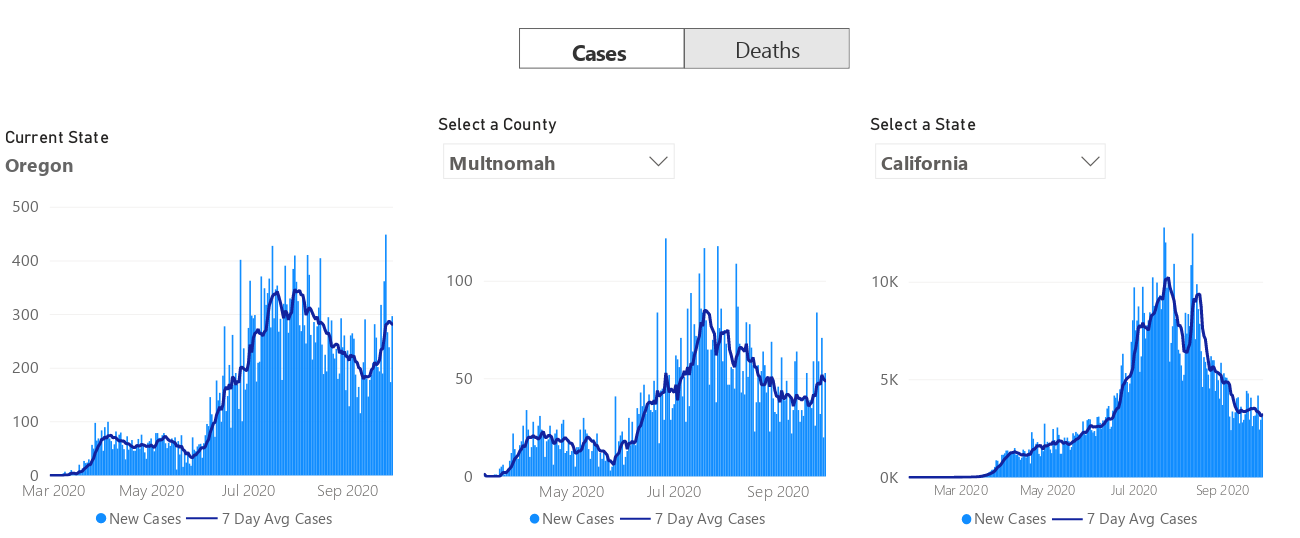 Cases Deaths
Current State
Oregon
500
400
300
200
100
0
Mar 2020 May 2020 Jul 2020 Sep 2020
New Cases 7 Day Avg Cases
Select a County
Multnomah
100
50
0
May 2020 Jul 2020 Sep 2020
New Cases 7 Day Avg Cases
Select a State
California
10K
5K
0K
Mar 2020 May 2020 Jul 2020 Sep 2020
New Cases 7 Day Avg Cases